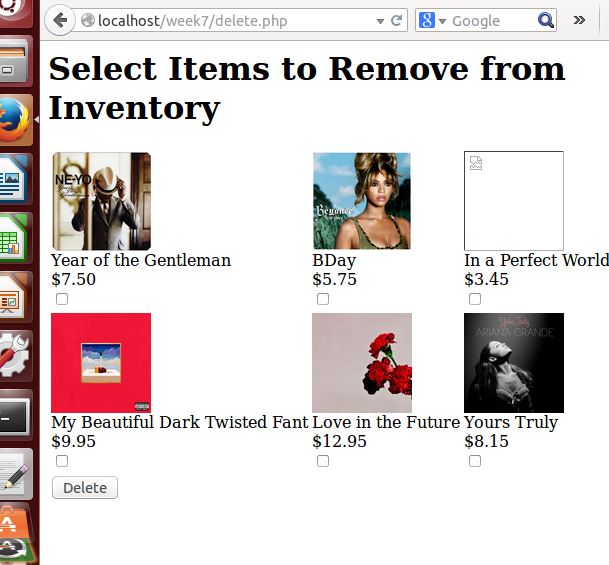 localhost/week7/delete.php
Google
Select Items to Remove from
Inventory
NE-YO
Beyoncé
Year of the Gentleman
BDay
In a Perfect World
$7.50
$5.75
$3.45
Yours Truly
ARIANA GRANDE
My Beautiful Dark Twisted Fant
Love in the Future
Yours Truly
$9.95
$12.95
$8.15
Delete